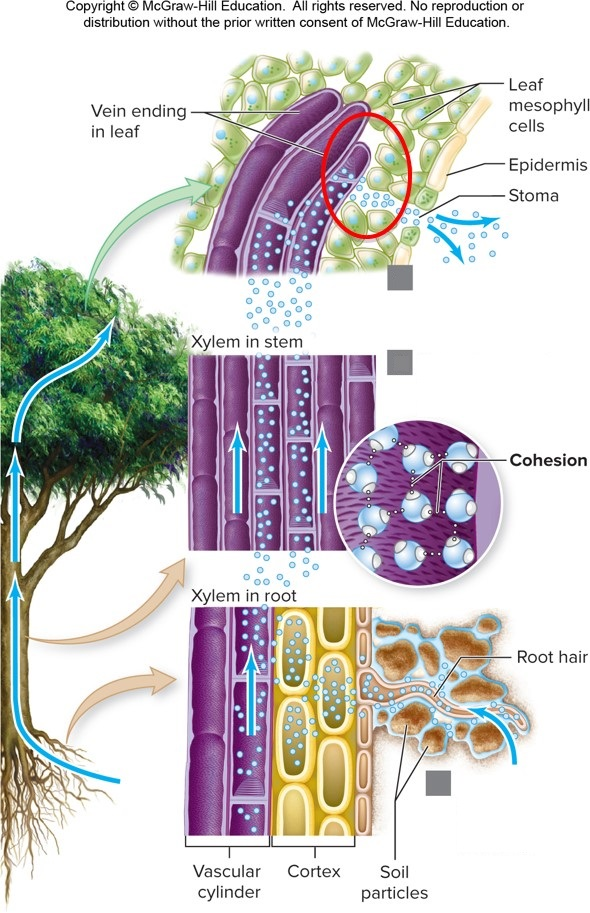 Copyright © McGraw-Hill Education. All rights reserved. No reproduction or
distribution without the prior written consent of McGraw-Hill Education.
Vein ending
in leaf
Leaf
mesophyll
cells
Epidermis
Stoma
Xylem in stem
Cohesion
Xylem in root
Root hair
Vascular
cylinder
Cortex
Soil
particles